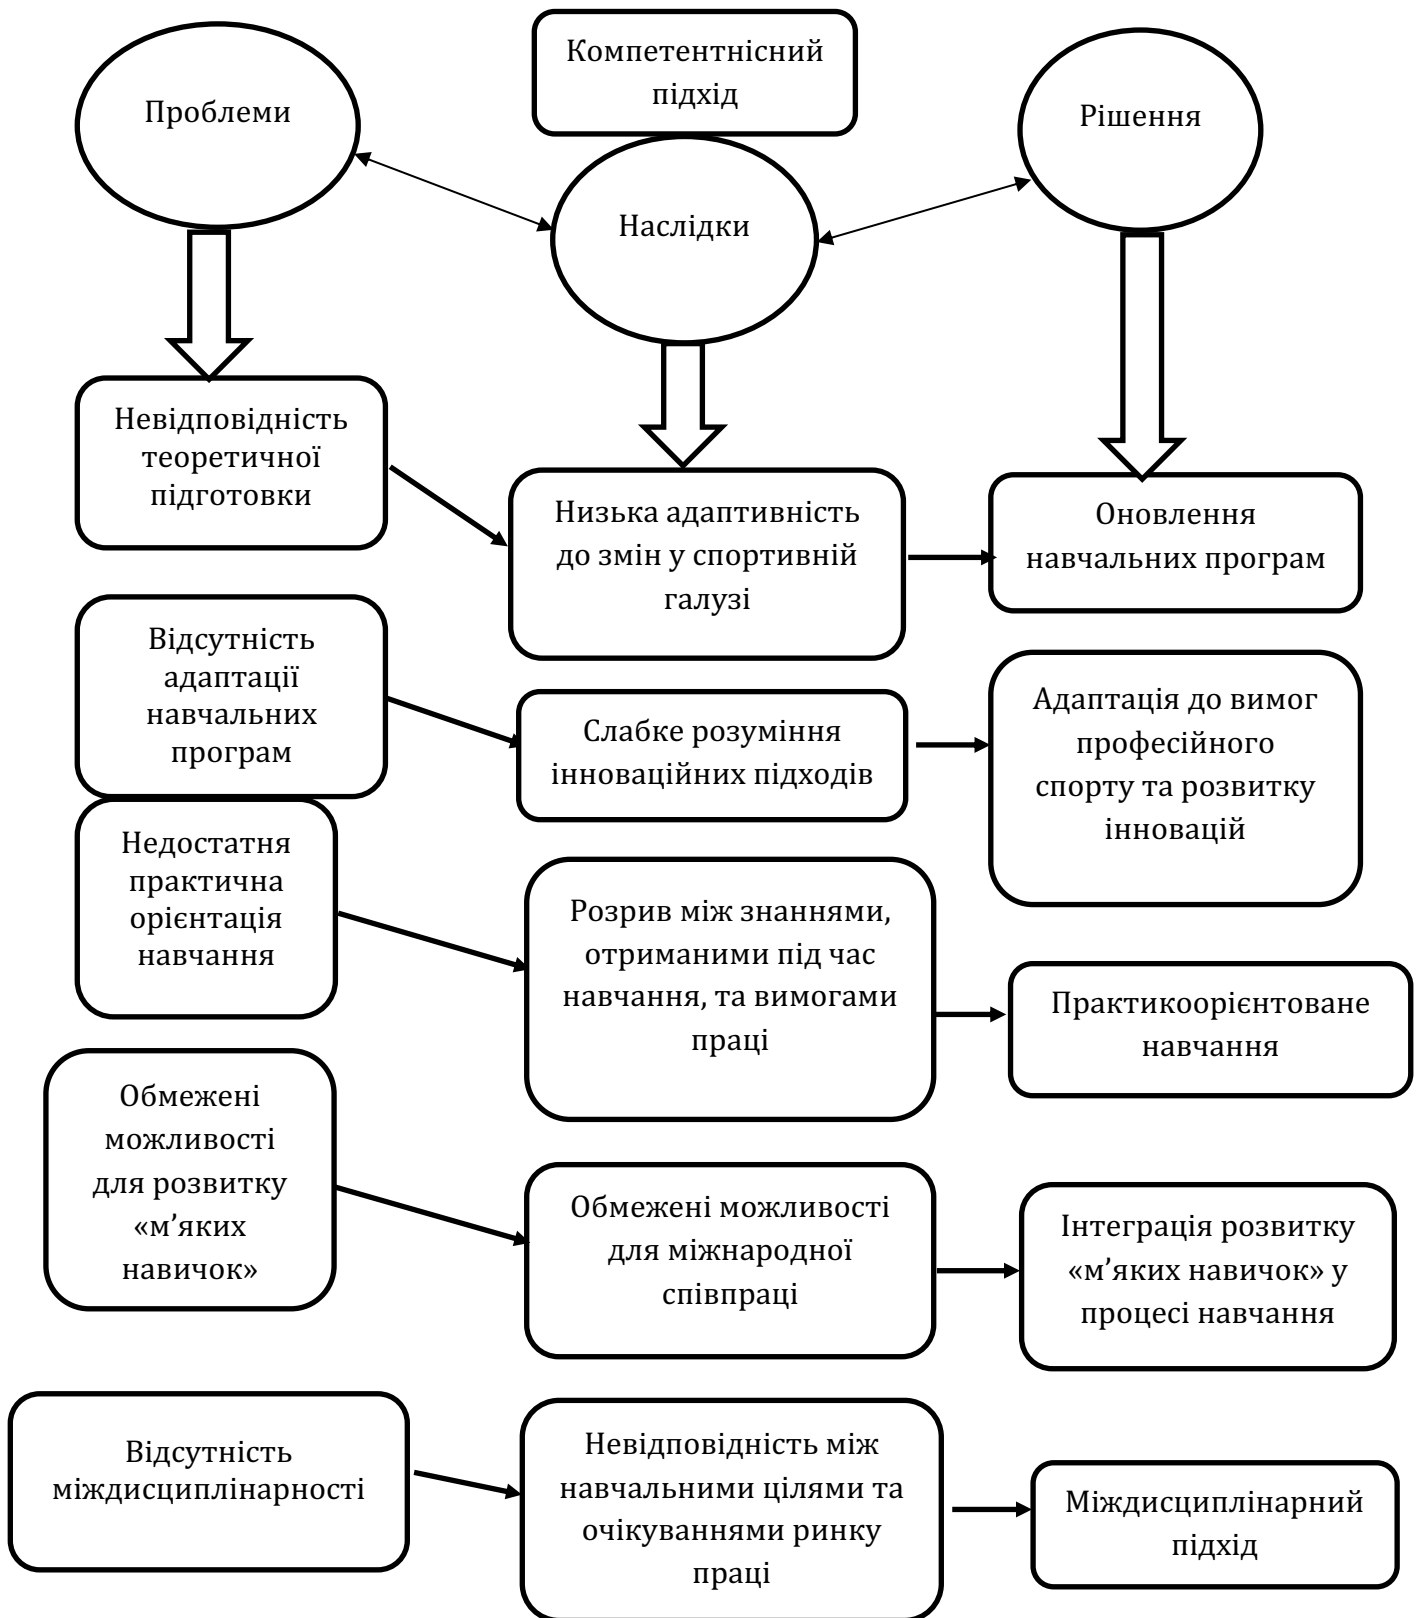 Проблеми
Компетентнісний
підхід
Рішення
Наслідки
Невідповідність
теоретичної
підготовки
Низька адаптивність
до змін у спортивній
галузі
Оновлення
навчальних програм
Відсутність
адаптації
навчальних
програм
Слабке розуміння
інноваційних підходів
Адаптація до вимог
професійного
спорту та розвитку
інновацій
Недостатня
практична
орієнтація
навчання
Розрив між знаннями,
отриманими під час
навчання, та вимогами
праці
Практикоорієнтоване
навчання
Обмежені
можливості
для розвитку
«м’яких
навичок»
Обмежені можливості
для міжнародної
співпраці
Інтеграція розвитку
«м’яких навичок» у
процесі навчання
Відсутність
міждисциплінарності
Невідповідність між
навчальними цілями та
очікуваннями ринку
праці
Міждисциплінарний
підхід